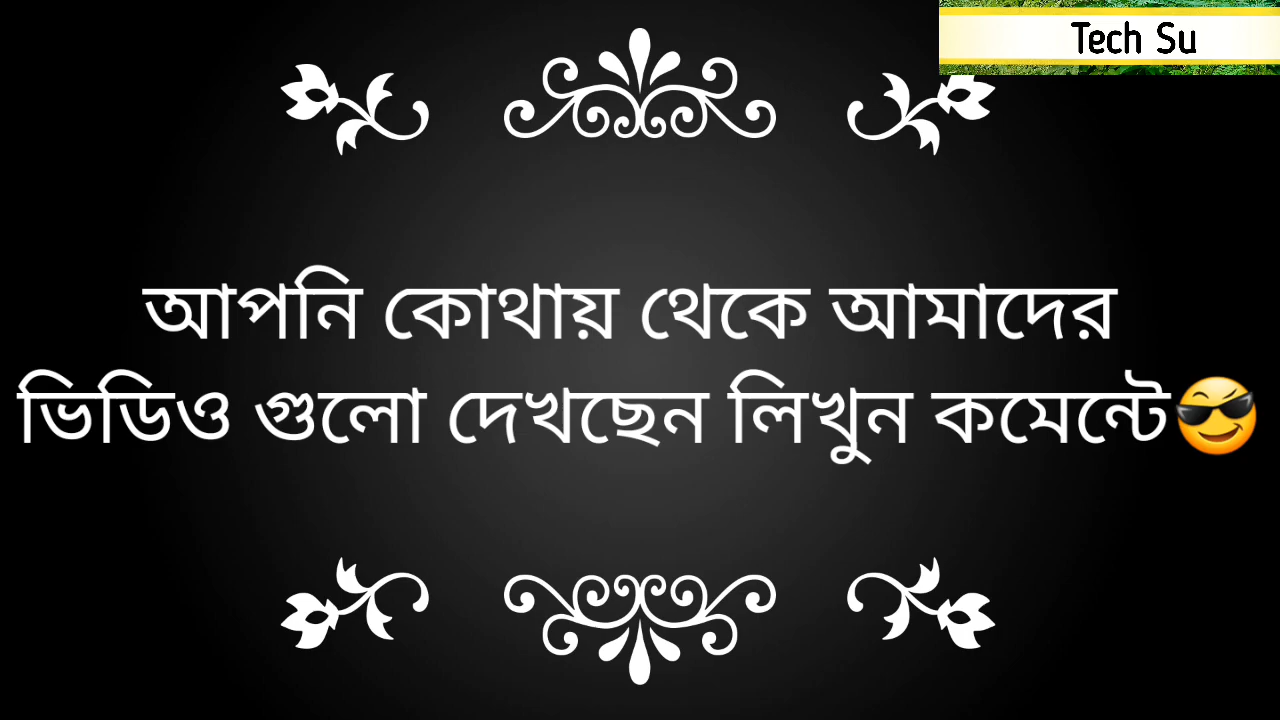 Tech Su
আপনি কোথায় থেকে আমাদের
ভিডিও গুলো দেখছেন লিখুন কমেন্টে😎